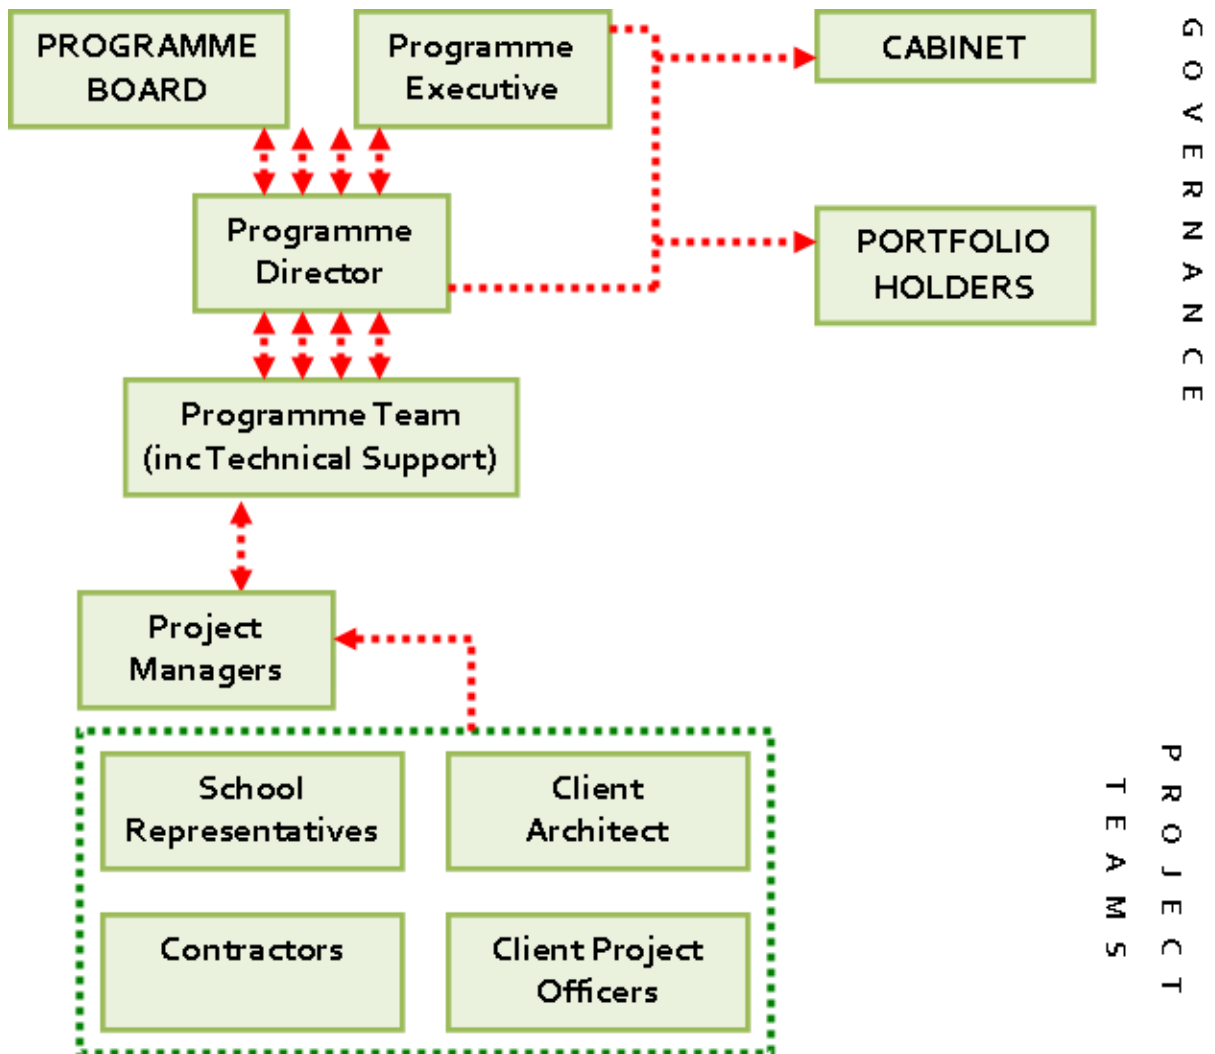 PROGRAMME
BOARD
Programme
Executive
CABINET
Programme
Director
PORTFOLIO
HOLDERS
GOVERNANCE
Programme Team
(inc Technical Support)
Project
Managers
School
Representatives
Client
Architect
Contractors
Client Project
Officers
PROJECT
TEAMS